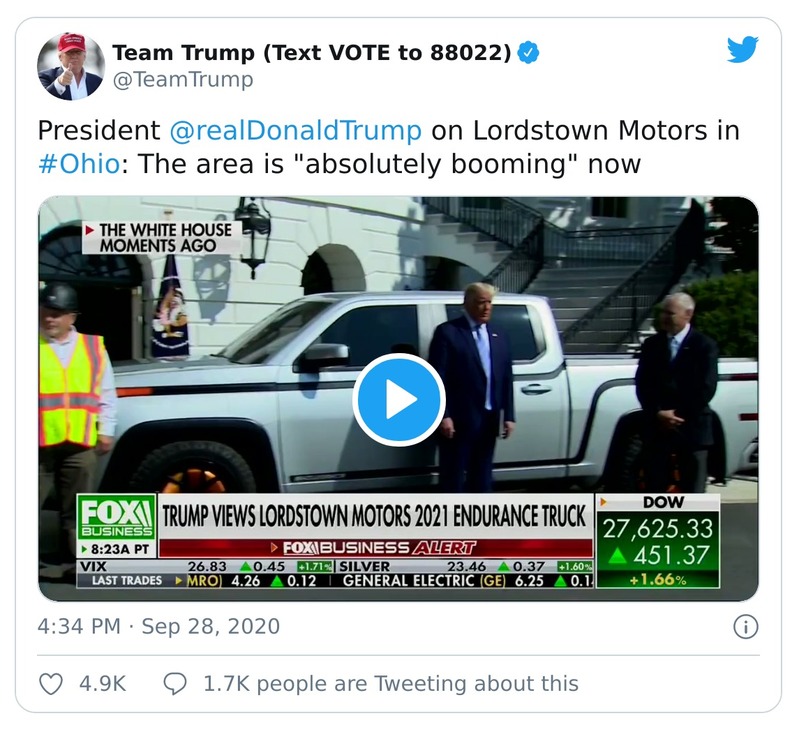 Team Trump (Text VOTE to 88022)
@TeamTrump
President @realDonaldTrump on Lordstown Motors in
#Ohio: The area is "absolutely booming" now
THE WHITE HOUSE
MOMENTS AGO
FOX
BUSINESS
8:23A PT
TRUMP VIEWS LORDSTOWN MOTORS 2021 ENDURANCE TRUCK
FOX BUSINESS ALERT
DOW
27,625.33
▲ 451.37
+1.66%
VIX 26.83 ▲0.45 +1.71% SILVER 23.46 ▲0.37 +1.60%
LAST TRADES MRO) 4.26 ▲0.12 GENERAL ELECTRIC (GE) 6.25 ▲0.1
4:34 PM · Sep 28, 2020
4.9K 1.7K people are Tweeting about this